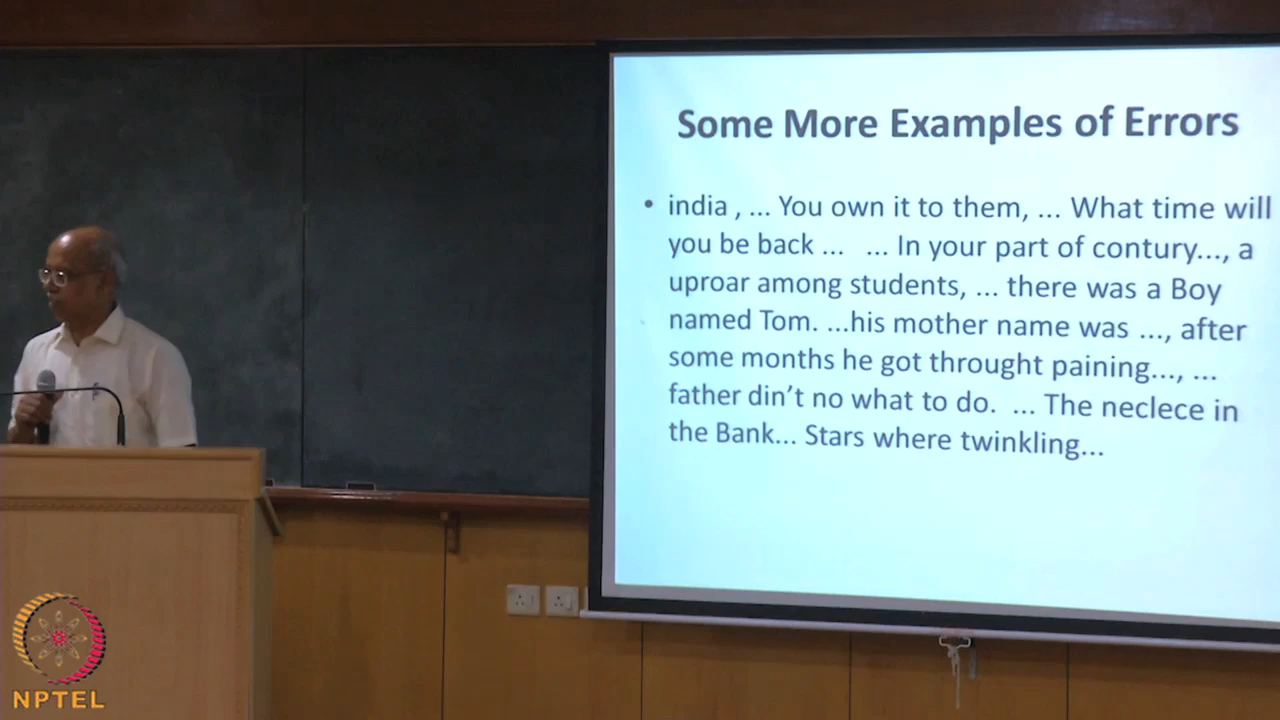 Some More Examples of Errors
• india , ... You own it to them, ... What time will
you be back ... ... In your part of contury..., a
uproar among students, ... there was a Boy
named Tom. ...his mother name was ..., after
some months he got throught paining..., ...
father din't no what to do. ... The neclece in
the Bank... Stars where twinkling...
NPTEL